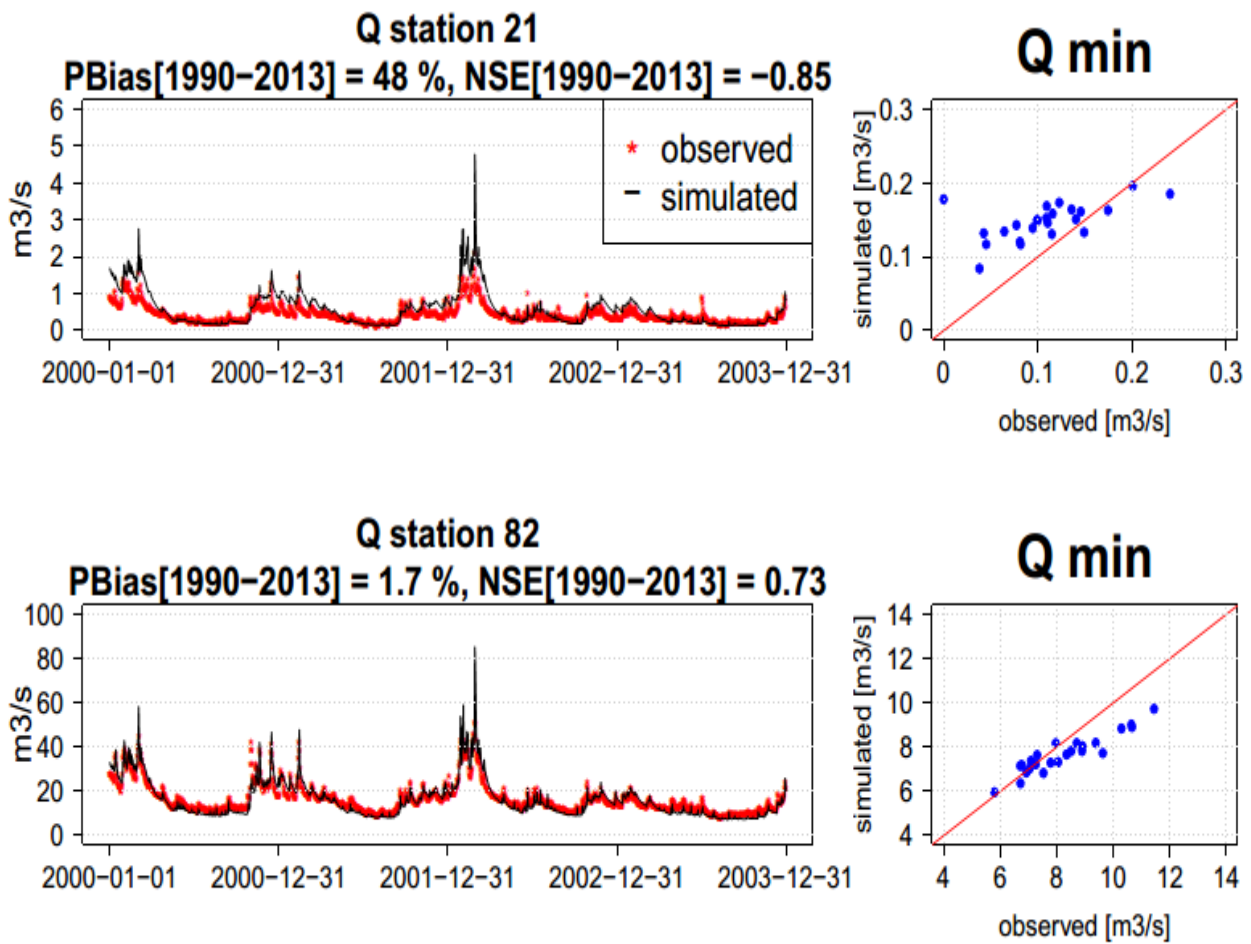 Q station 21
PBias[1990−2013] = 48 %, NSE[1990−2013] = −0.85
6
5
4
3
2
1
0
m3/s
* observed
− simulated
2000−01−01 2000−12−31 2001−12−31 2002−12−31 2003−12−31
Q min
0.3
0.2
0.1
0
simulated [m3/s]
0 0.1 0.2 0.3
observed [m3/s]
Q station 82
PBias[1990−2013] = 1.7 %, NSE[1990−2013] = 0.73
100
80
60
40
20
0
m3/s
2000−01−01 2000−12−31 2001−12−31 2002−12−31 2003−12−31
Q min
14
12
10
8
6
4
simulated [m3/s]
4 6 8 10 12 14
observed [m3/s]